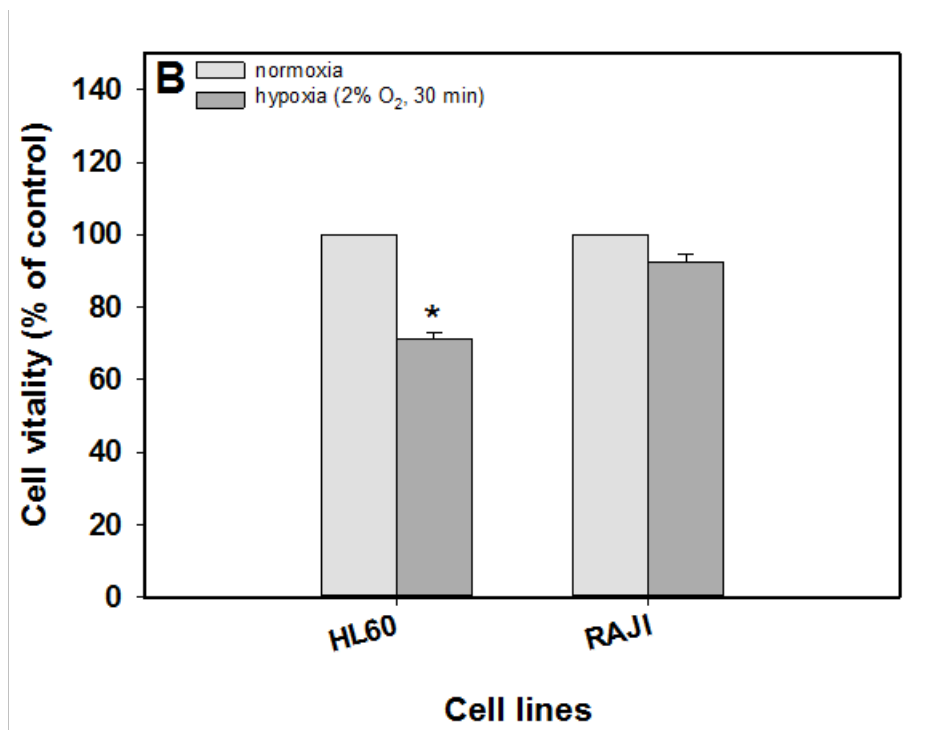 B
normoxia
hypoxia (2% O₂, 30 min)
Cell vitality (% of control)
140
120
100
80
60
40
20
0
*
HL60
RAJI
Cell lines